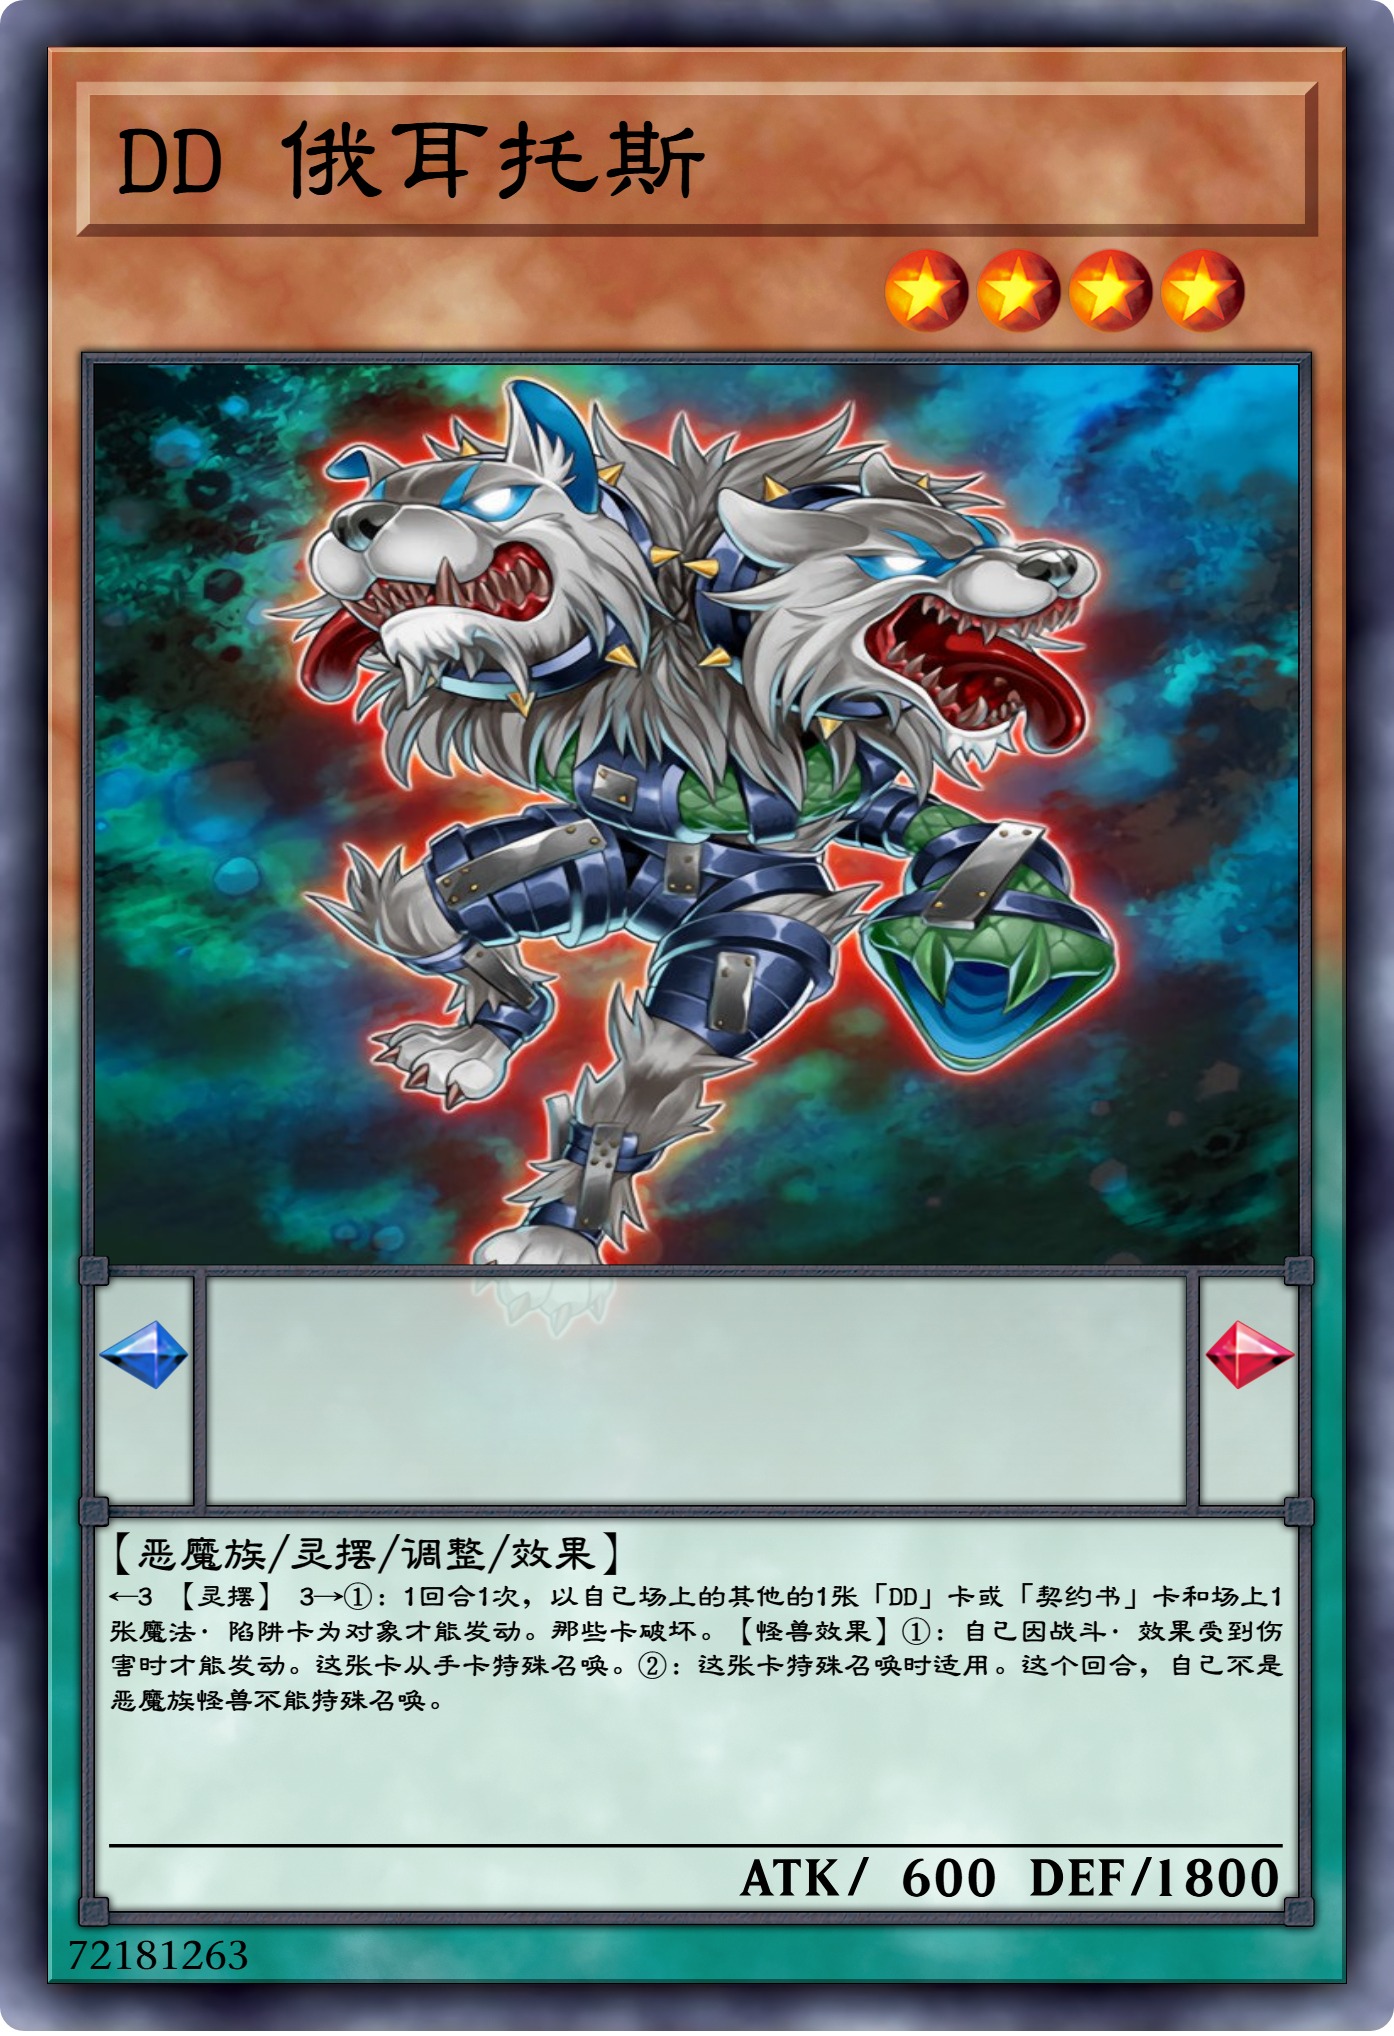 DD 俄耳托斯
【恶魔族/灵摆/调整/效果】
←3 【灵摆】 3→①：1回合1次，以自己场上的其他的1张「DD」卡或「契约书」卡和场上1
张魔法·陷阱卡为对象才能发动。那些卡破坏。【怪兽效果】①：自己因战斗·效果受到伤
害时才能发动。这张卡从手卡特殊召唤。②：这张卡特殊召唤时适用。这个回合，自己不是
恶魔族怪兽不能特殊召唤。
ATK/ 600 DEF/1800
72181263